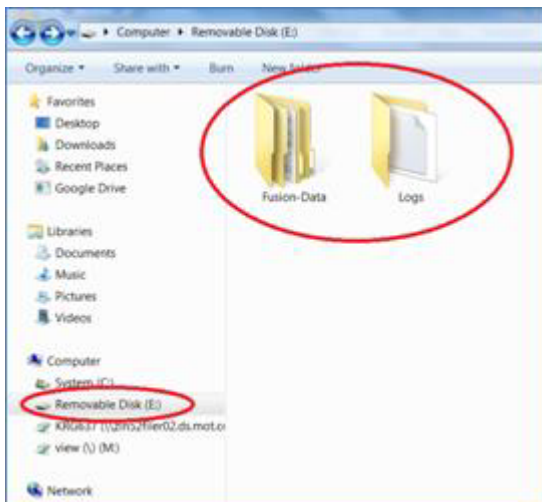 Computer ▸ Removable Disk (E:)
Organize Share with Burn New folder
Favorites
Desktop
Downloads
Recent Places
Google Drive
Libraries
Documents
Music
Pictures
Videos
Computer
System (C:)
Removable Disk (E:)
view (\) (M:)
Network
Fusion-Data
Logs